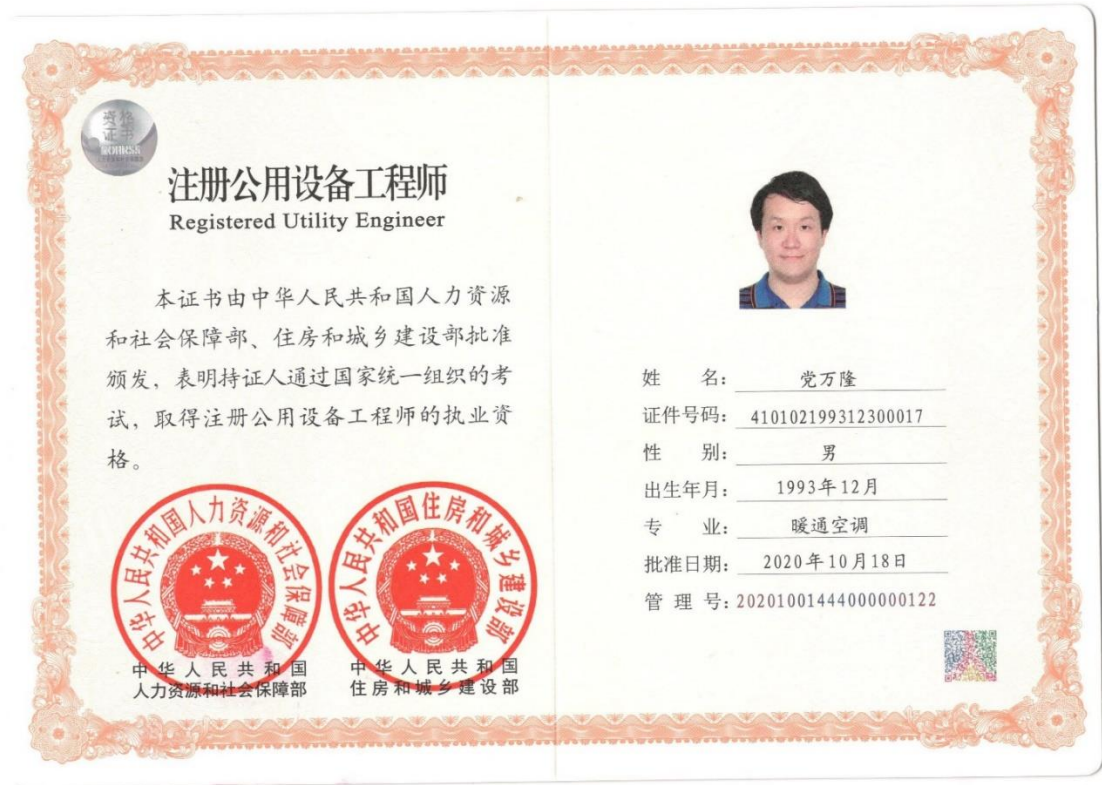 资格
证书
MOHRSS
注册公用设备工程师
Registered Utility Engineer
本证书由中华人民共和国人力资源
和社会保障部、住房和城乡建设部批准
颁发，表明持证人通过国家统一组织的考
试，取得注册公用设备工程师的执业资
格。
中华人民共和国人力资源和社会保障部
中华人民共和国住房和城乡建设部
中华人民共和国
人力资源和社会保障部
中华人民共和国
住房和城乡建设部
姓 名：党万隆
证件号码：410102199312300017
性 别：男
出生年月：1993年12月
专 业：暖通空调
批准日期：2020年10月18日
管 理 号：20201001444000000122